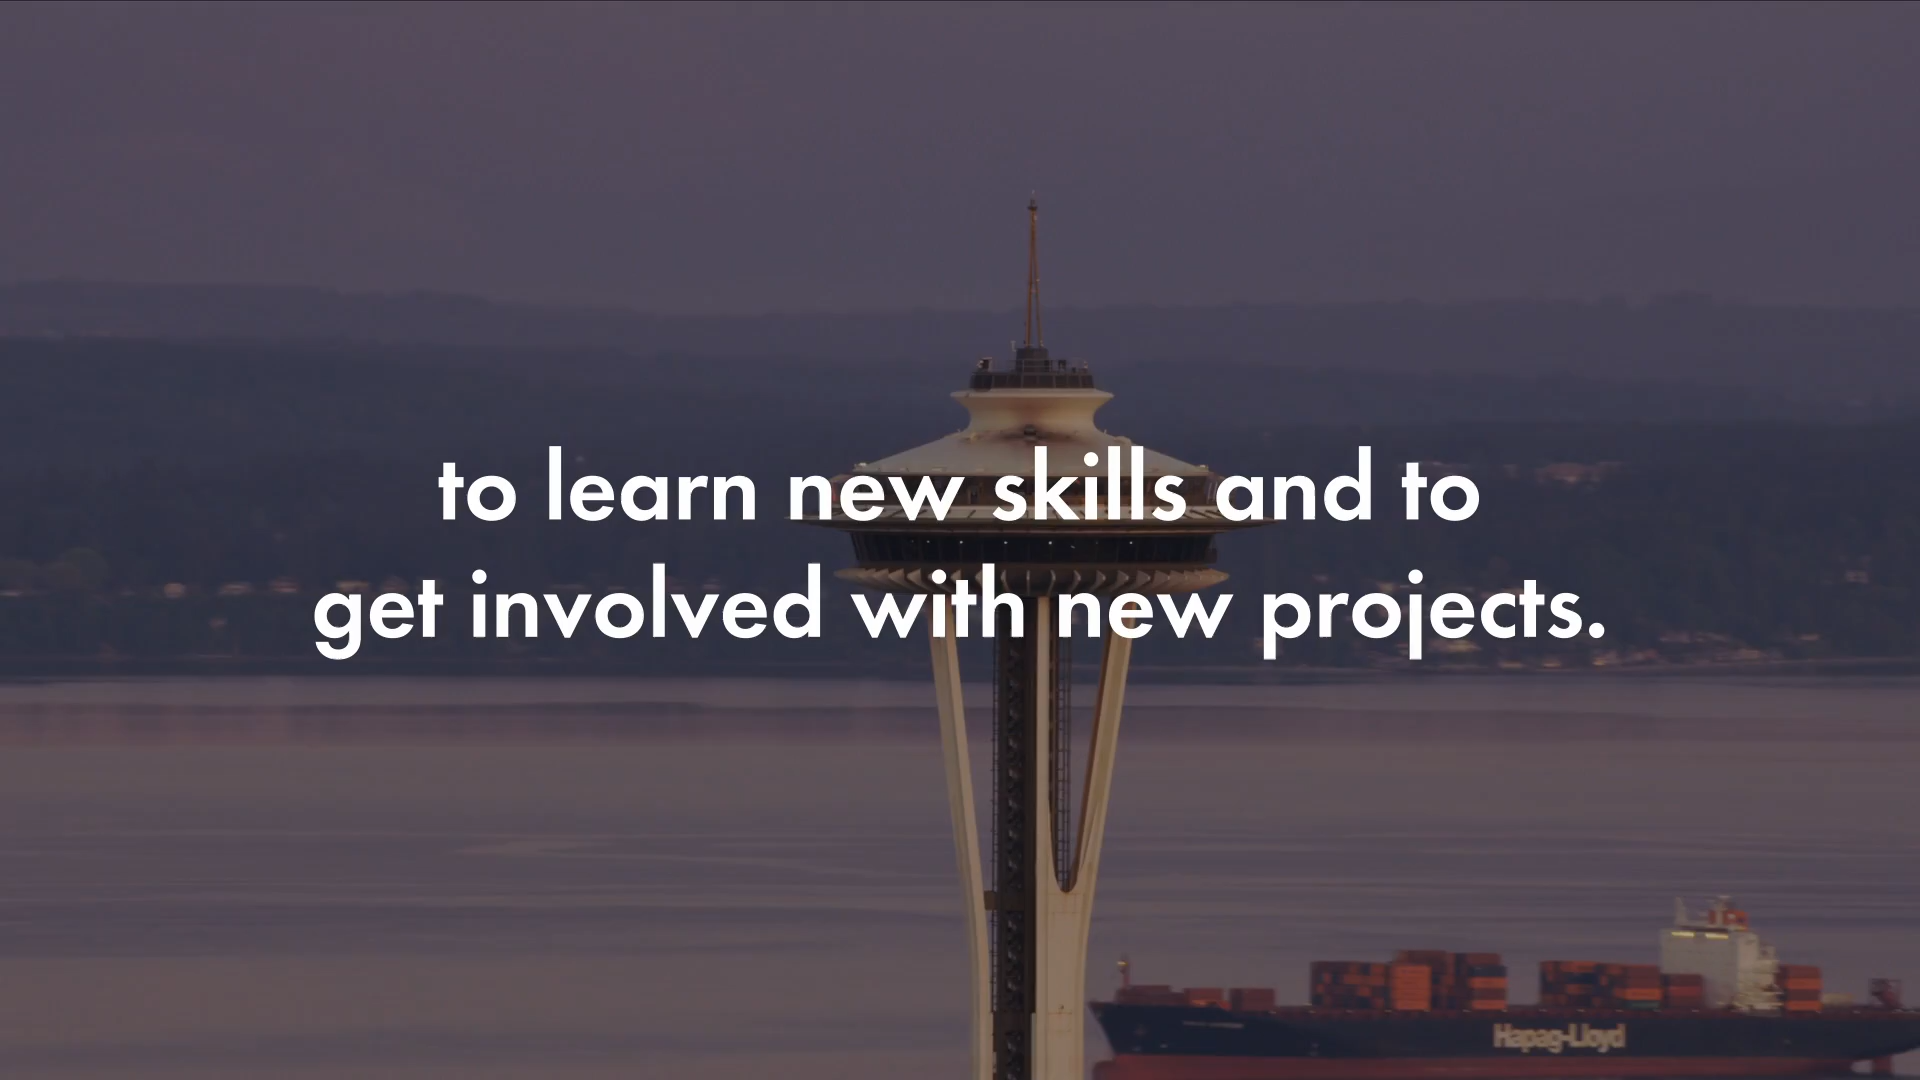 to learn new skills and to
get involved with new projects.
Hapag-Lloyd